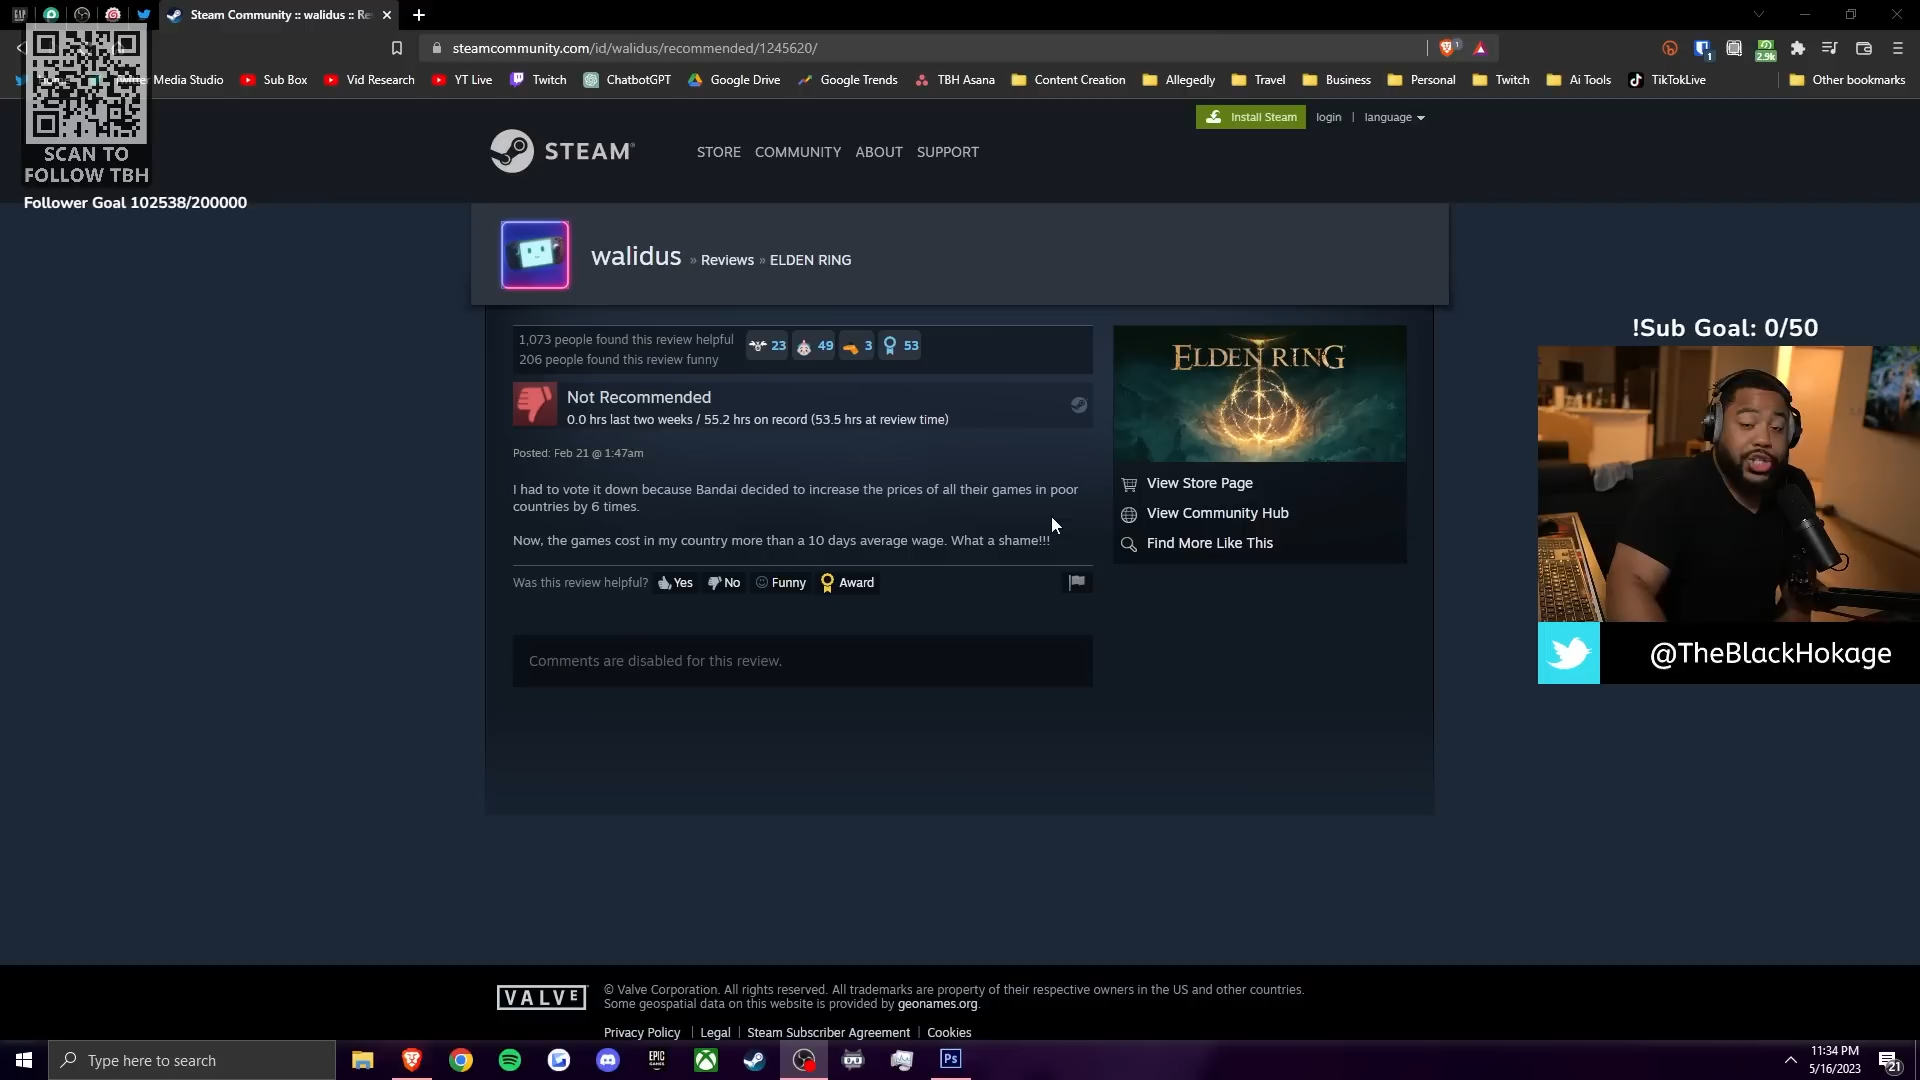 Steam Community :: walidus :: Re
steamcommunity.com/id/walidus/recommended/1245620/
1
1
2.9k
Twitter Media Studio
Sub Box
Vid Research
YT Live
Twitch
ChatbotGPT
Google Drive
Google Trends
TBH Asana
Content Creation
Allegedly
Travel
Business
Personal
Twitch
Ai Tools
TikTokLive
Other bookmarks
SCAN TO
FOLLOW TBH
Follower Goal 102538/200000
Install Steam
login | language
STEAM®
STORE COMMUNITY ABOUT SUPPORT
walidus » Reviews » ELDEN RING
1,073 people found this review helpful
206 people found this review funny
23 49 3 53
Not Recommended
0.0 hrs last two weeks / 55.2 hrs on record (53.5 hrs at review time)
Posted: Feb 21 @ 1:47am
I had to vote it down because Bandai decided to increase the prices of all their games in poor
countries by 6 times.
Now, the games cost in my country more than a 10 days average wage. What a shame!!!
Was this review helpful? Yes No Funny Award
Comments are disabled for this review.
ELDEN RING
View Store Page
View Community Hub
Find More Like This
!Sub Goal: 0/50
@TheBlackHokage
VALVE
© Valve Corporation. All rights reserved. All trademarks are property of their respective owners in the US and other countries.
Some geospatial data on this website is provided by geonames.org.
Privacy Policy | Legal | Steam Subscriber Agreement | Cookies
Type here to search
EPIC
GAMES
Ps
11:34 PM
5/16/2023
21